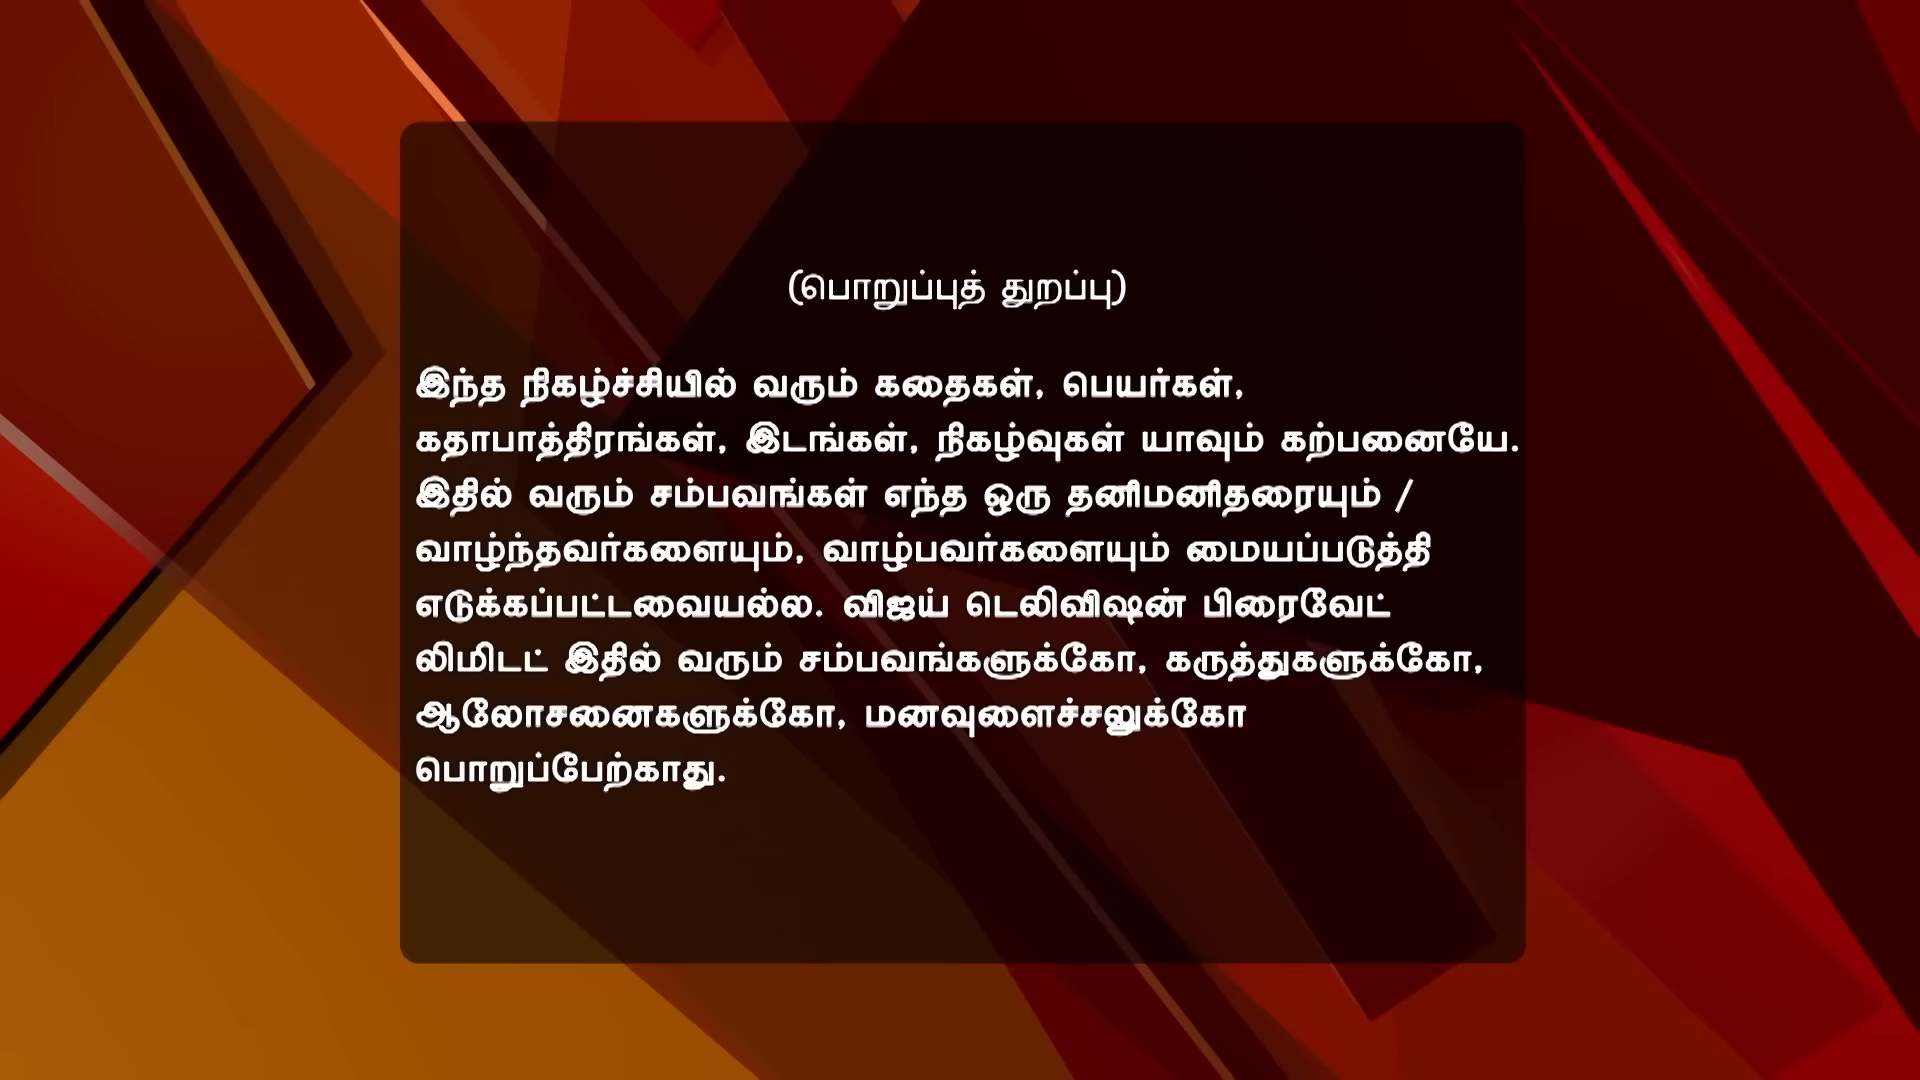 (பொறுப்புத் துறப்பு)
இந்த நிகழ்ச்சியில் வரும் கதைகள், பெயர்கள்,
கதாபாத்திரங்கள், இடங்கள், நிகழ்வுகள் யாவும் கற்பனையே.
இதில் வரும் சம்பவங்கள் எந்த ஒரு தனிமனிதரையும் /
வாழ்ந்தவர்களையும், வாழ்பவர்களையும் மையப்படுத்தி
எடுக்கப்பட்டவையல்ல. விஜய் டெலிவிஷன் பிரைவேட்
லிமிடட் இதில் வரும் சம்பவங்களுக்கோ, கருத்துகளுக்கோ,
ஆலோசனைகளுக்கோ, மனவுளைச்சலுக்கோ
பொறுப்பேற்காது.